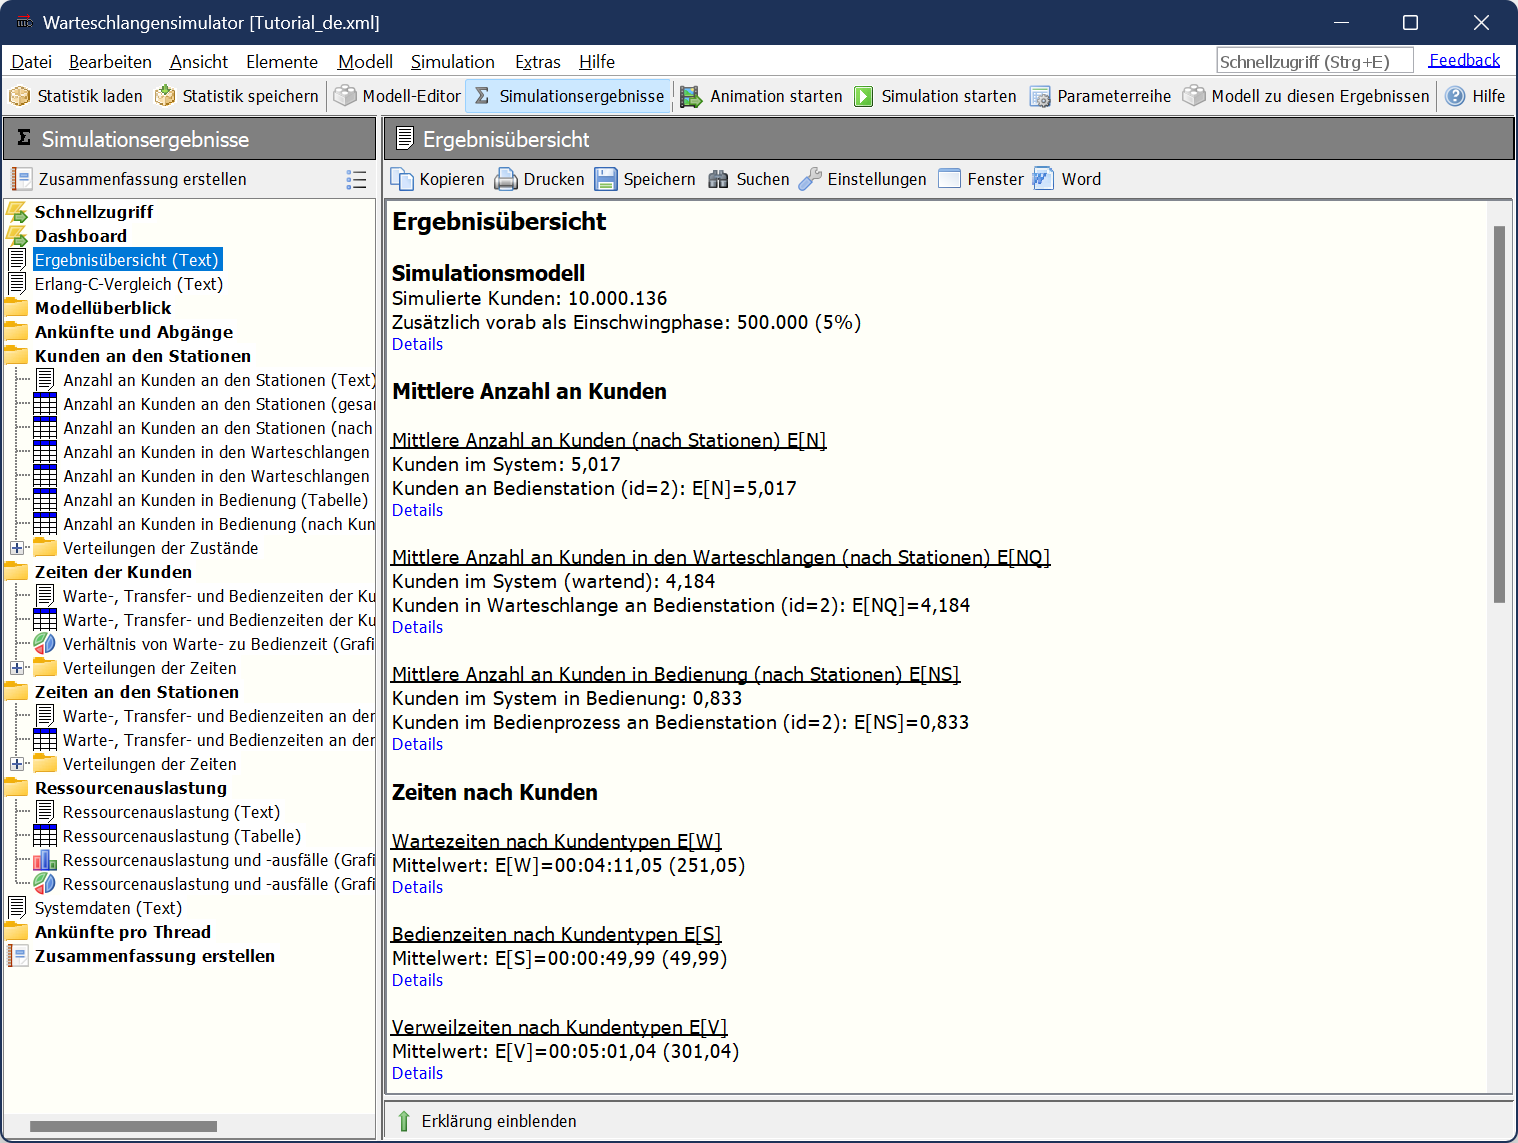 Warteschlangensimulator [Tutorial_de.xml]
Datei Bearbeiten Ansicht Elemente Modell Simulation Extras Hilfe Schnellzugriff (Strg+E) Feedback
Statistik laden Statistik speichern Modell-Editor Σ Simulationsergebnisse Animation starten Simulation starten Parameterreihe Modell zu diesen Ergebnissen Hilfe
Σ Simulationsergebnisse
Zusammenfassung erstellen
Schnellzugriff
Dashboard
Ergebnisübersicht (Text)
Erlang-C-Vergleich (Text)
Modellüberblick
Ankünfte und Abgänge
Kunden an den Stationen
Anzahl an Kunden an den Stationen (Text)
Anzahl an Kunden an den Stationen (gesar
Anzahl an Kunden an den Stationen (nach
Anzahl an Kunden in den Warteschlangen
Anzahl an Kunden in den Warteschlangen
Anzahl an Kunden in Bedienung (Tabelle)
Anzahl an Kunden in Bedienung (nach Kun
Verteilungen der Zustände
Zeiten der Kunden
Warte-, Transfer- und Bedienzeiten der Ku
Warte-, Transfer- und Bedienzeiten der Ku
Verhältnis von Warte- zu Bedienzeit (Grafi
Verteilungen der Zeiten
Zeiten an den Stationen
Warte-, Transfer- und Bedienzeiten an der
Warte-, Transfer- und Bedienzeiten an der
Verteilungen der Zeiten
Ressourcenauslastung
Ressourcenauslastung (Text)
Ressourcenauslastung (Tabelle)
Ressourcenauslastung und -ausfälle (Grafi
Ressourcenauslastung und -ausfälle (Grafi
Systemdaten (Text)
Ankünfte pro Thread
Zusammenfassung erstellen
Ergebnisübersicht
Kopieren Drucken Speichern Suchen Einstellungen Fenster Word
Ergebnisübersicht
Simulationsmodell
Simulierte Kunden: 10.000.136
Zusätzlich vorab als Einschwingphase: 500.000 (5%)
Details
Mittlere Anzahl an Kunden
Mittlere Anzahl an Kunden (nach Stationen) E[N]
Kunden im System: 5,017
Kunden an Bedienstation (id=2): E[N]=5,017
Details
Mittlere Anzahl an Kunden in den Warteschlangen (nach Stationen) E[NQ]
Kunden im System (wartend): 4,184
Kunden in Warteschlange an Bedienstation (id=2): E[NQ]=4,184
Details
Mittlere Anzahl an Kunden in Bedienung (nach Stationen) E[NS]
Kunden im System in Bedienung: 0,833
Kunden im Bedienprozess an Bedienstation (id=2): E[NS]=0,833
Details
Zeiten nach Kunden
Wartezeiten nach Kundentypen E[W]
Mittelwert: E[W]=00:04:11,05 (251,05)
Details
Bedienzeiten nach Kundentypen E[S]
Mittelwert: E[S]=00:00:49,99 (49,99)
Details
Verweilzeiten nach Kundentypen E[V]
Mittelwert: E[V]=00:05:01,04 (301,04)
Details
Erklärung einblenden